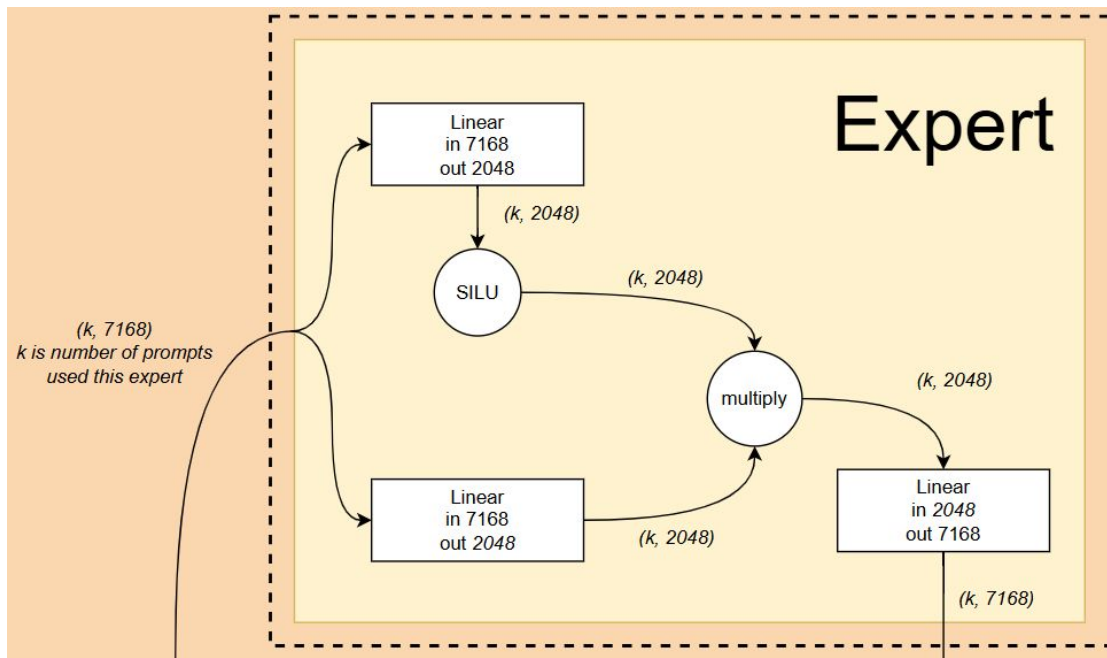 Expert
Linear
in 7168
out 2048
(k, 2048)
SILU
(k, 2048)
(k, 7168)
k is number of prompts
used this expert
multiply
(k, 2048)
Linear
in 7168
out 2048
(k, 2048)
Linear
in 2048
out 7168
(k, 7168)